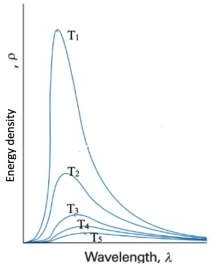 T₁
, ρ
Energy density
T₂
T₃
T₄
T₅
Wavelength, λ